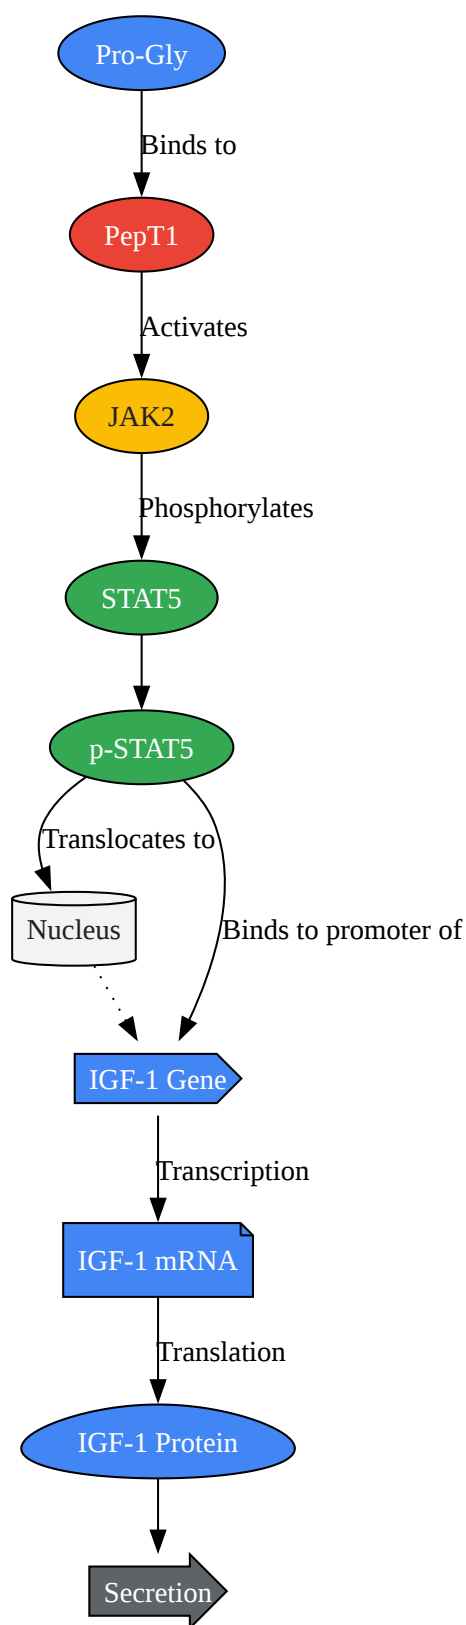 Pro-Gly
Binds to
PepT1
Activates
JAK2
Phosphorylates
STAT5
p-STAT5
Translocates to
Nucleus
Binds to promoter of
IGF-1 Gene
Transcription
IGF-1 mRNA
Translation
IGF-1 Protein
Secretion